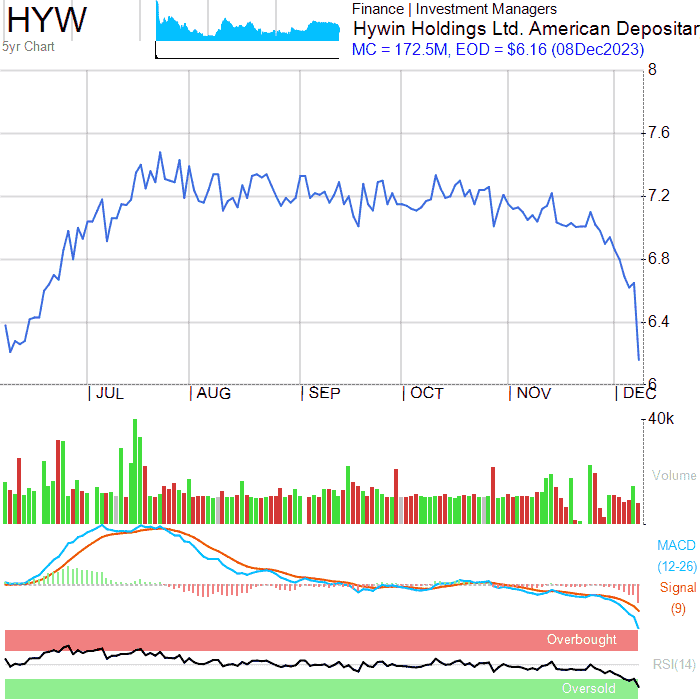 HYW
5yr Chart
Finance | Investment Managers
Hywin Holdings Ltd. American Depositar
MC = 172.5M, EOD = $6.16 (08Dec2023)
8
7.6
7.2
6.8
6.4
6
JUL AUG SEP OCT NOV DEC
40k
Volume
MACD
(12-26)
Signal
(9)
Overbought
RSI(14)
Oversold